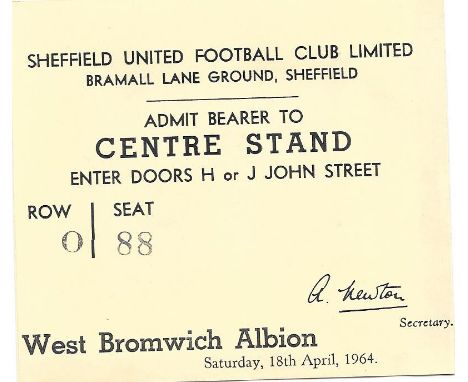 SHEFFIELD UNITED FOOTBALL CLUB LIMITED
BRAMALL LANE GROUND, SHEFFIELD
ADMIT BEARER TO
CENTRE STAND
ENTER DOORS H or J JOHN STREET
ROW SEAT
O 88
A. Newton
Secretary.
West Bromwich Albion
Saturday, 18th April, 1964.